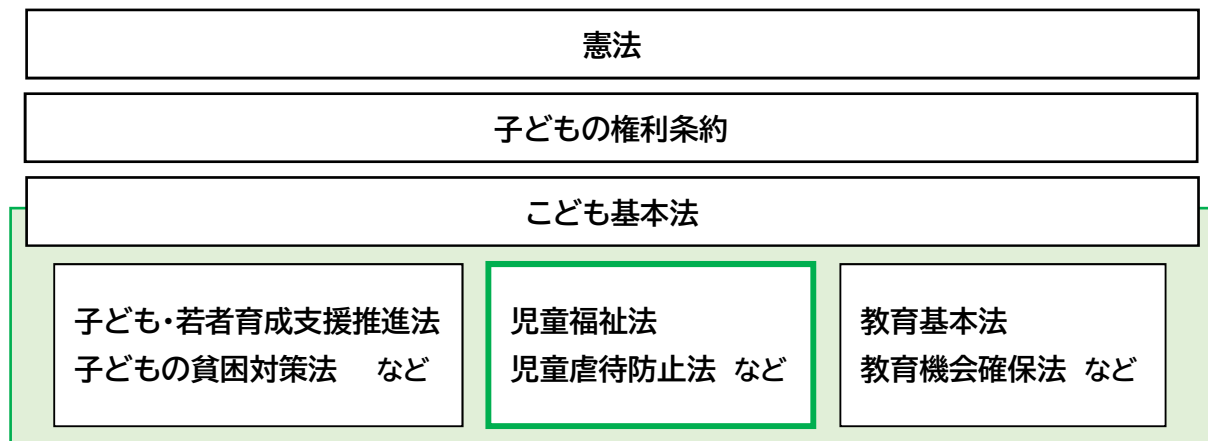 憲法
子どもの権利条約
こども基本法
子ども・若者育成支援推進法
子どもの貧困対策法 など
児童福祉法
児童虐待防止法 など
教育基本法
教育機会確保法 など